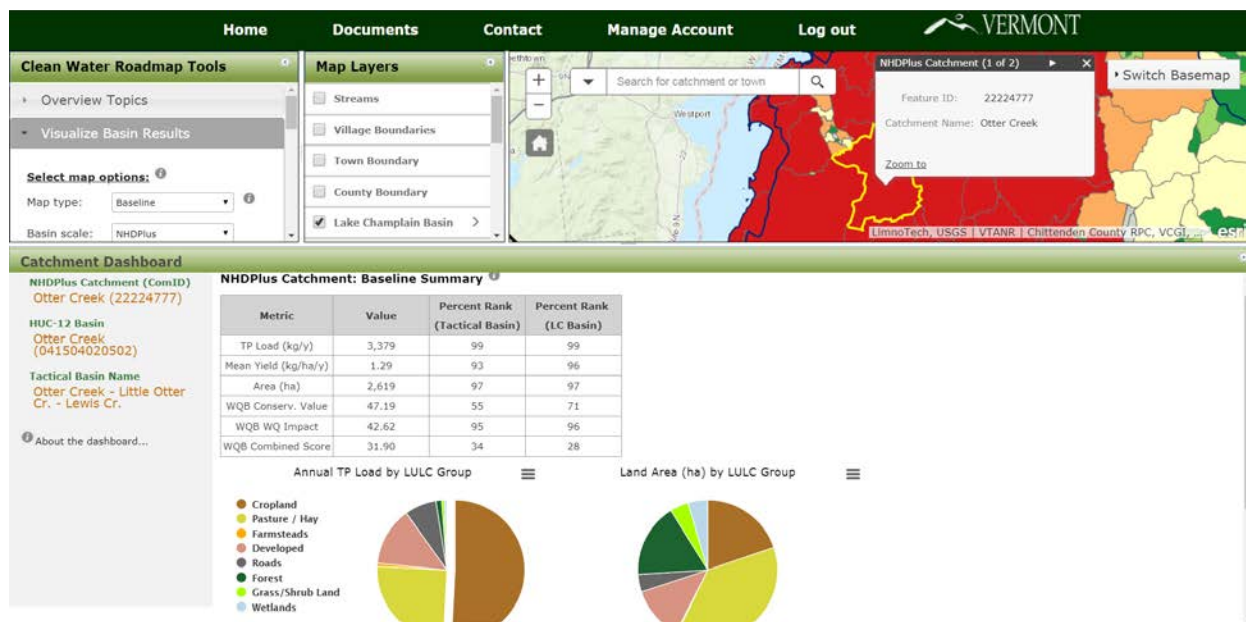 Home Documents Contact Manage Account Log out VERMONT
Clean Water Roadmap Tools
Overview Topics
Visualize Basin Results
Select map options:
Map type: Baseline
Basin scale: NHDPlus
Map Layers
Streams
Village Boundaries
Town Boundary
County Boundary
Lake Champlain Basin
Search for catchment or town
Westport
NHDPlus Catchment (1 of 2)
Feature ID: 22224777
Catchment Name: Otter Creek
Zoom to
Switch Basemap
LimnoTech, USGS | VTANR | Chittenden County RPC, VCGI, esri
Catchment Dashboard
NHDPlus Catchment (ComID)
Otter Creek (22224777)
HUC-12 Basin
Otter Creek
(041504020502)
Tactical Basin Name
Otter Creek - Little Otter
Cr. - Lewis Cr.
About the dashboard...
NHDPlus Catchment: Baseline Summary
Metric Value Percent Rank (Tactical Basin) Percent Rank (LC Basin)
TP Load (kg/y) 3,379 99 99
Mean Yield (kg/ha/y) 1.29 93 96
Area (ha) 2,619 97 97
WQB Conserv. Value 47.19 55 71
WQB WQ Impact 42.62 95 96
WQB Combined Score 31.90 34 28
Annual TP Load by LULC Group
Land Area (ha) by LULC Group
Cropland
Pasture / Hay
Farmsteads
Developed
Roads
Forest
Grass/Shrub Land
Wetlands